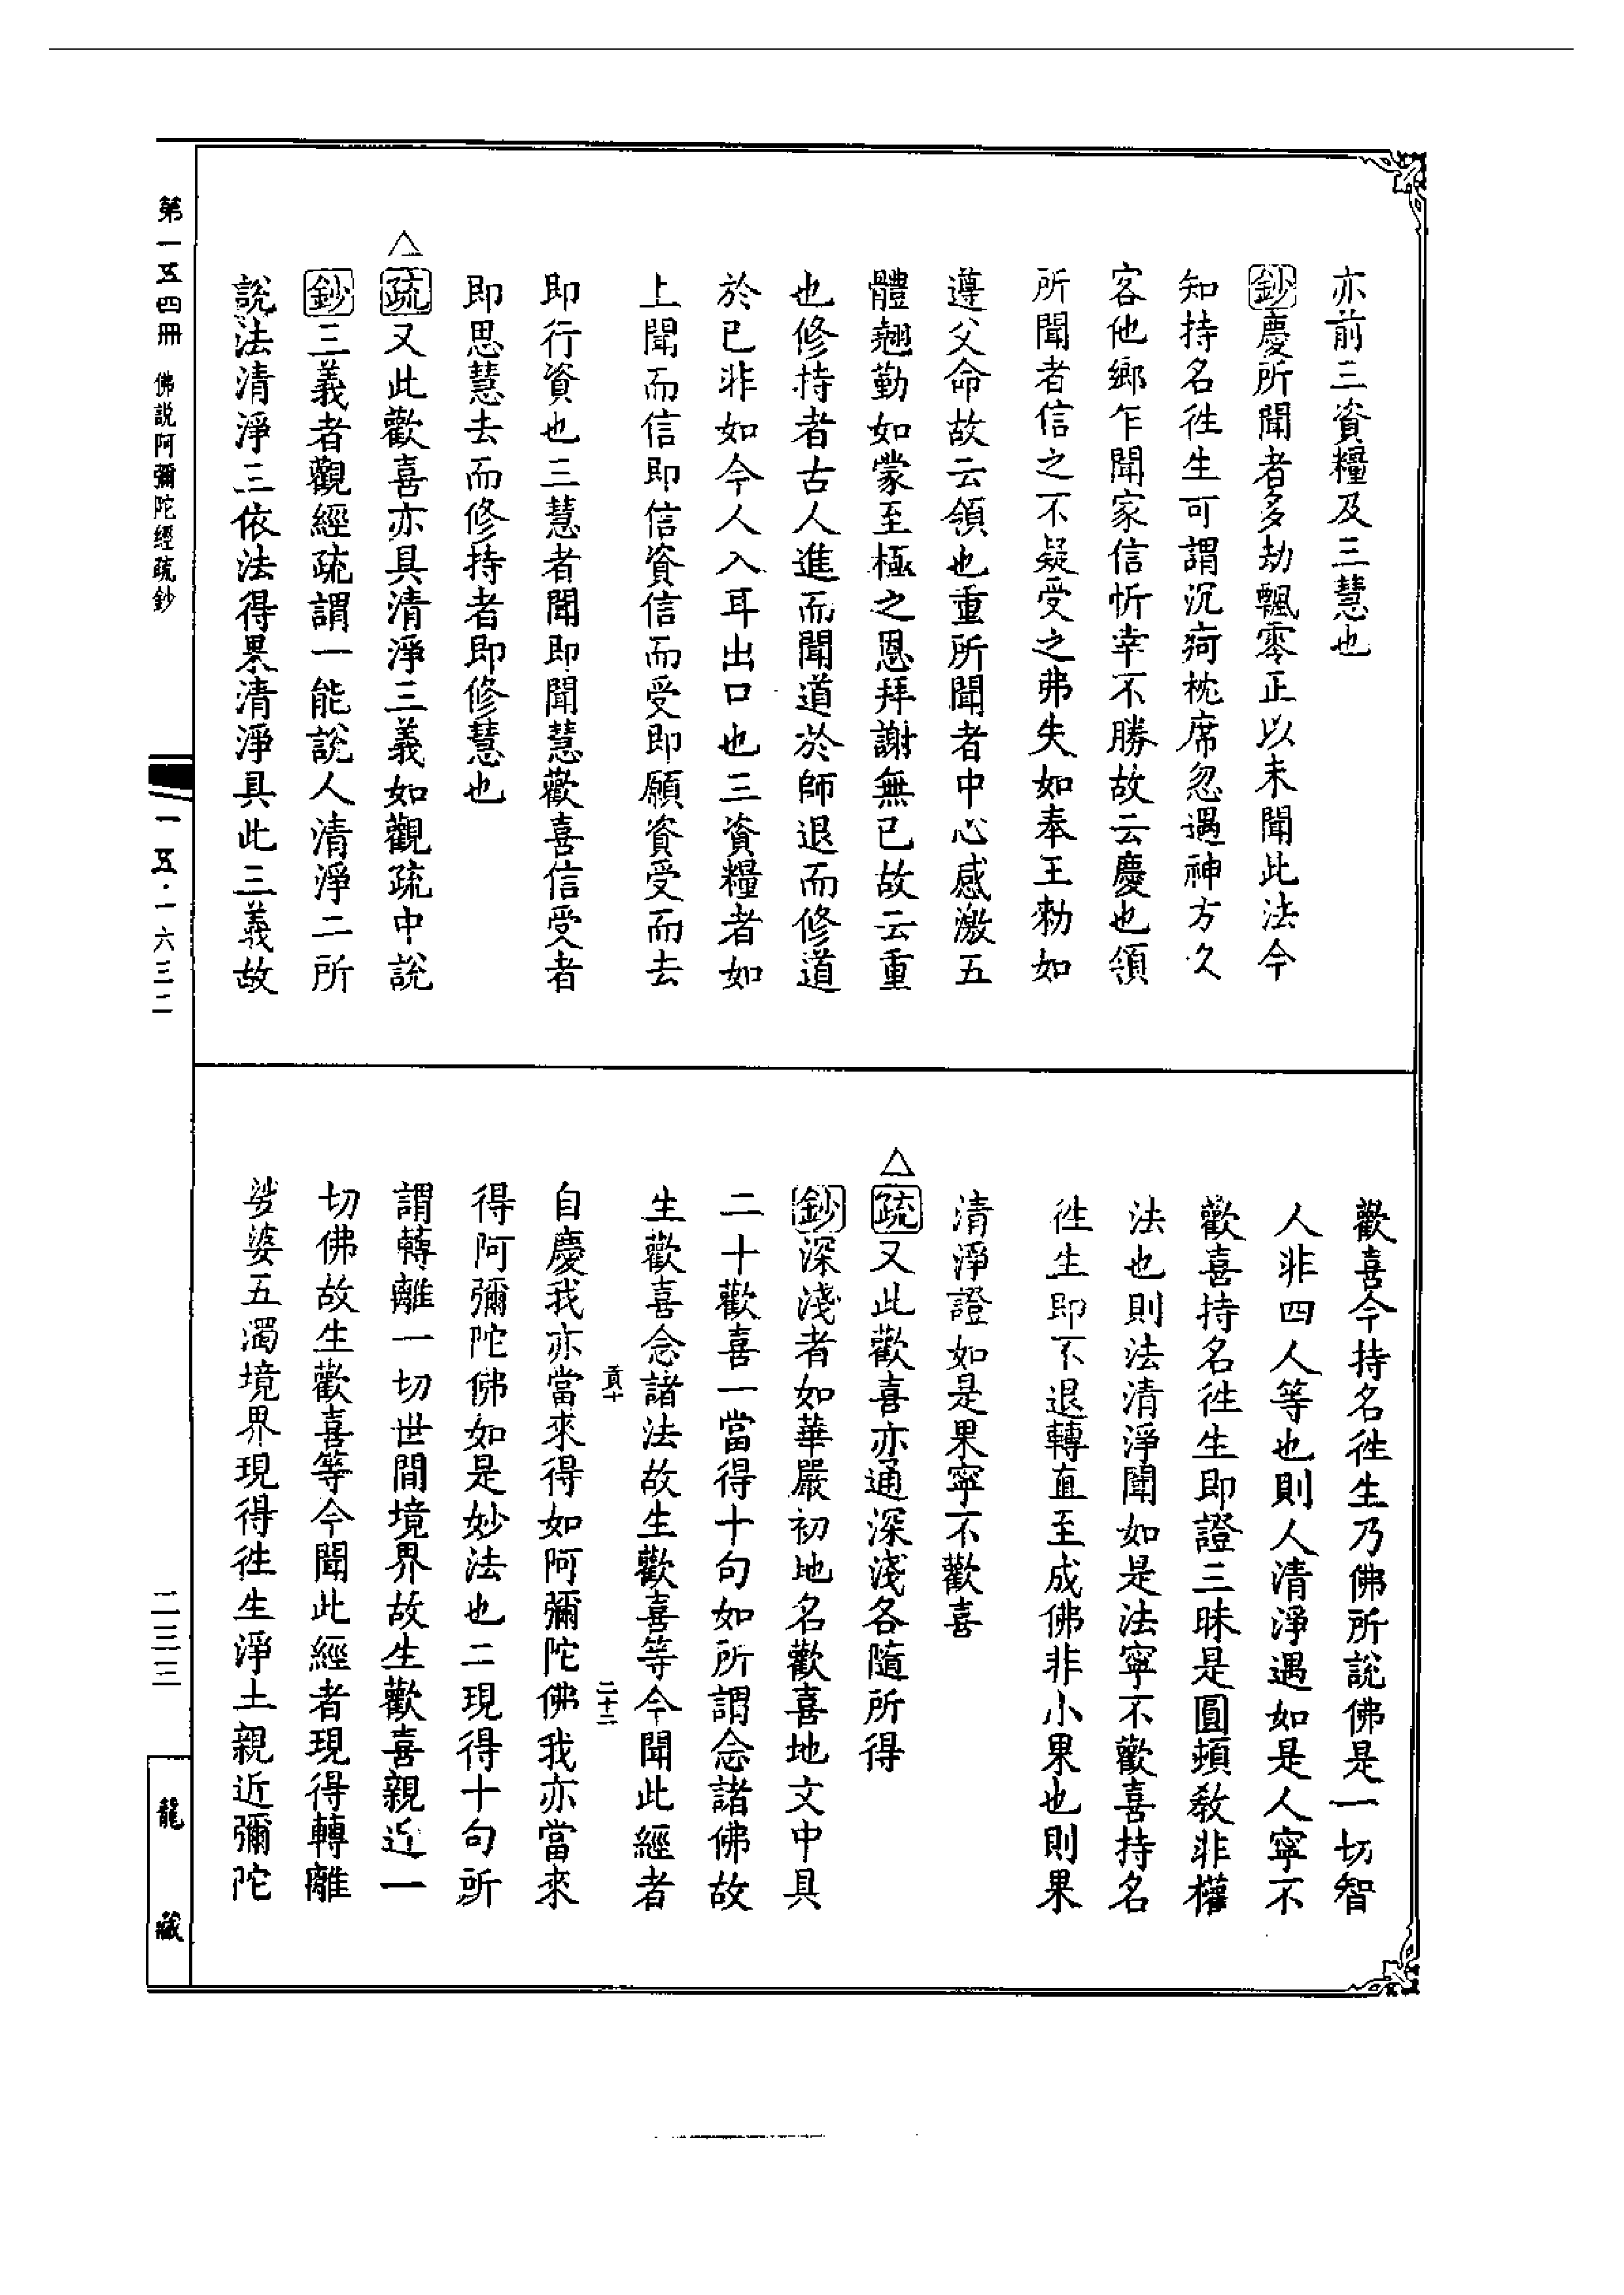 亦前三資糧及三慧也
鈔慶所聞者多劫飄零正以未聞此法今
知持名徃生可謂沉痾枕席忽遇神方久
客他鄉乍聞家信忻幸不勝故云慶也領
所聞者信之不疑受之弗失如奉王勑如
遵父命故云領也重所聞者中心感激五
體翹勤如蒙至極之恩拜謝無已故云重
也修持者古人進而聞道於師退而修道
於已非如今人入耳出口也三資糧者如
上聞而信即信資信而受即願資受而去
即行資也三慧者聞即聞慧歡喜信受者
即思慧去而修持者即修慧也
△疏又此歡喜亦具清淨三義如觀疏中說
鈔三義者觀經疏謂一能說人清淨二所
說法清淨三依法得果清淨具此三義故
歡喜今持名徃生乃佛所說佛是一切智
人非四人等也則人清淨遇如是人寧不
歡喜持名徃生即證三昧是圓頓教非權
法也則法清淨聞如是法寧不歡喜持名
徃生即不退轉直至成佛非小果也則果
清淨證如是果寧不歡喜
△疏又此歡喜亦通深淺各隨所得
鈔深淺者如華嚴初地名歡喜地文中具
二十歡喜一當得十句如所謂念諸佛故
生歡喜念諸法故生歡喜等今聞此經者
頁十
二十二
自慶我亦當來得如阿彌陀佛我亦當來
得阿彌陀佛如是妙法也二現得十句所
謂轉離一切世間境界故生歡喜親近一
切佛故生歡喜等今聞此經者現得轉離
娑婆五濁境界現得徃生淨土親近彌陀
第一五四冊 佛説阿彌陀經疏鈔
一五·一六三二
二三三
龍藏